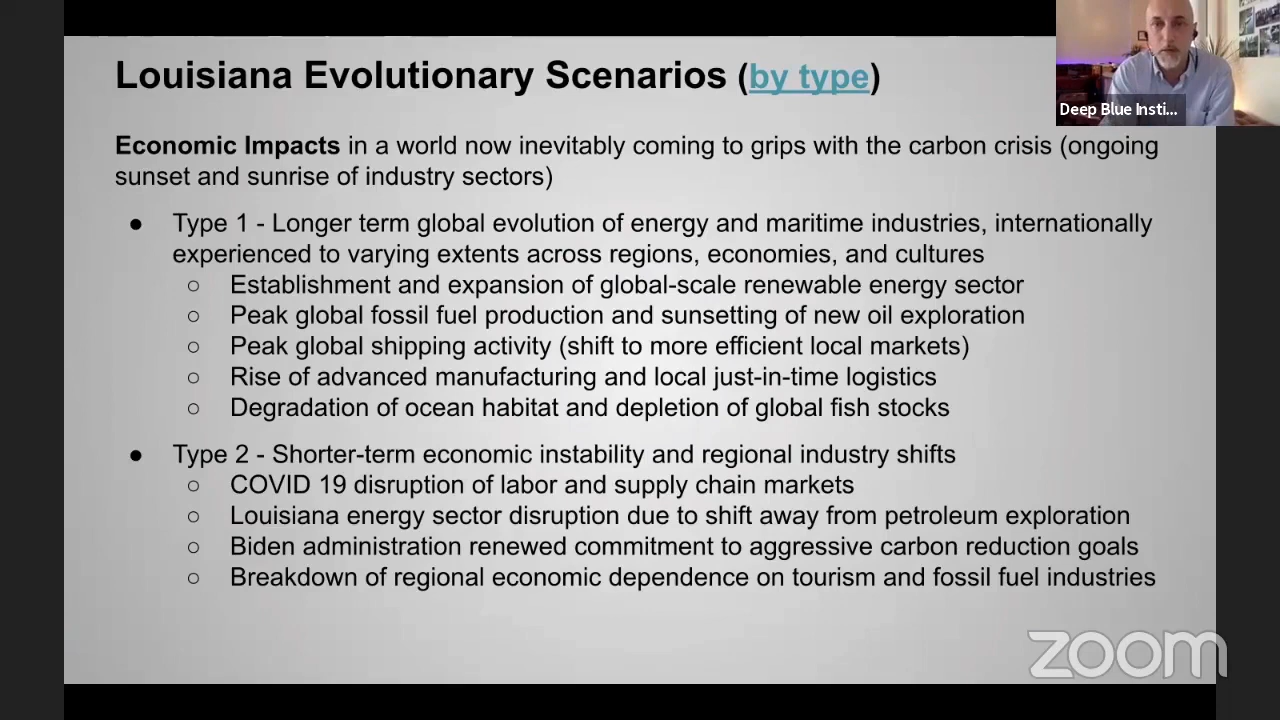 Louisiana Evolutionary Scenarios (by type)
Deep Blue Insti...
Economic Impacts in a world now inevitably coming to grips with the carbon crisis (ongoing
sunset and sunrise of industry sectors)
● Type 1 - Longer term global evolution of energy and maritime industries, internationally
experienced to varying extents across regions, economies, and cultures
○ Establishment and expansion of global-scale renewable energy sector
○ Peak global fossil fuel production and sunsetting of new oil exploration
○ Peak global shipping activity (shift to more efficient local markets)
○ Rise of advanced manufacturing and local just-in-time logistics
○ Degradation of ocean habitat and depletion of global fish stocks
● Type 2 - Shorter-term economic instability and regional industry shifts
○ COVID 19 disruption of labor and supply chain markets
○ Louisiana energy sector disruption due to shift away from petroleum exploration
○ Biden administration renewed commitment to aggressive carbon reduction goals
○ Breakdown of regional economic dependence on tourism and fossil fuel industries
zoom